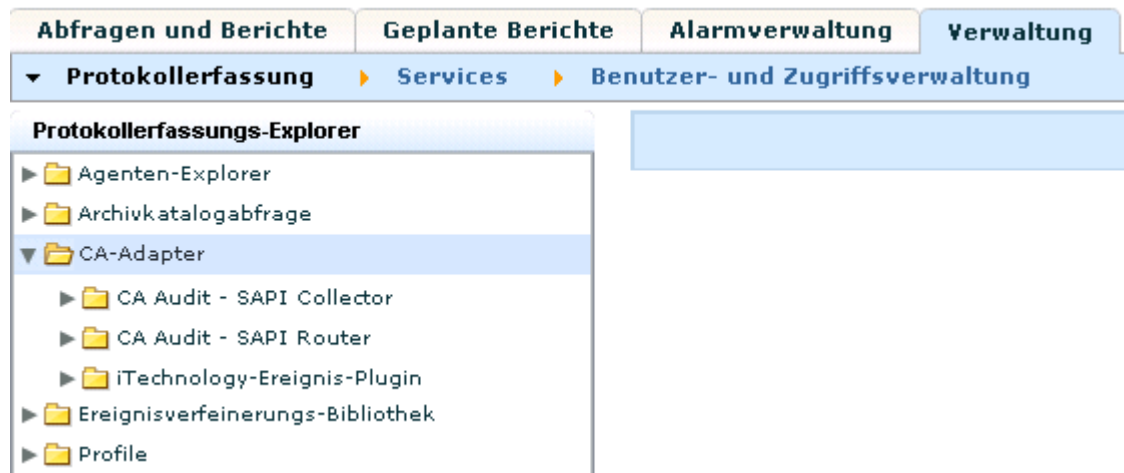 Abfragen und Berichte Geplante Berichte Alarmverwaltung Verwaltung
Protokollerfassung Services Benutzer- und Zugriffsverwaltung
Protokollerfassungs-Explorer
Agenten-Explorer
Archivkatalogabfrage
CA-Adapter
CA Audit - SAPI Collector
CA Audit - SAPI Router
iTechnology-Ereignis-Plugin
Ereignisverfeinerungs-Bibliothek
Profile